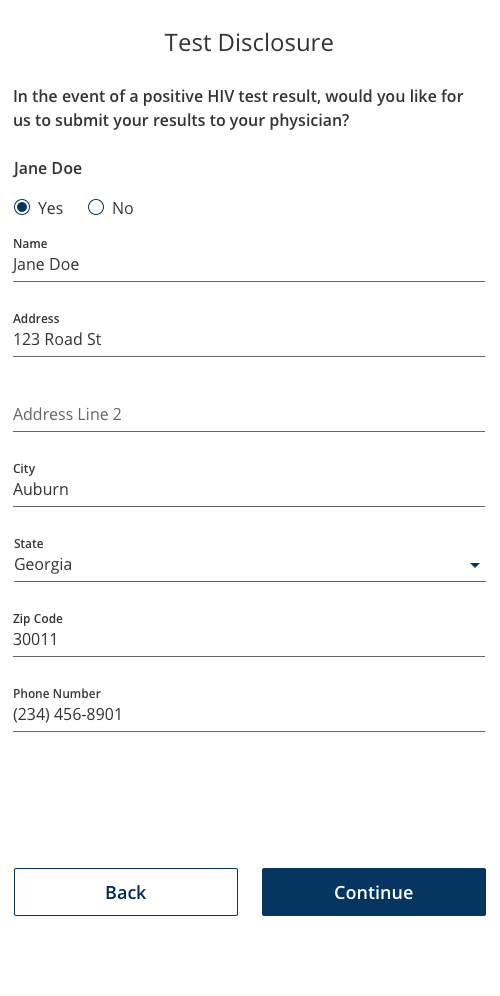 Test Disclosure
In the event of a positive HIV test result, would you like for
us to submit your results to your physician?
Jane Doe
Yes No
Name
Jane Doe
Address
123 Road St
Address Line 2
City
Auburn
State
Georgia
Zip Code
30011
Phone Number
(234) 456-8901
Back Continue